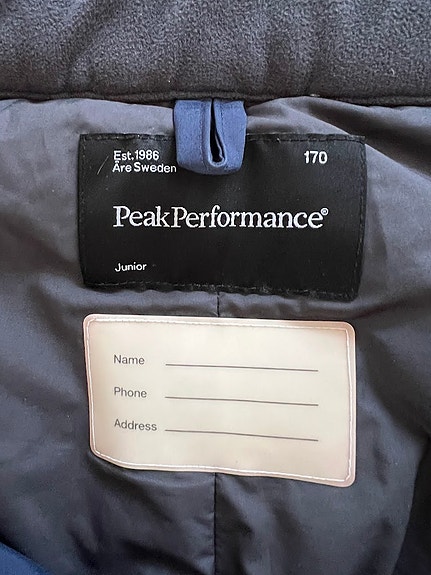 Est.1986 170
Åre Sweden
PeakPerformance®
Junior
Name
Phone
Address